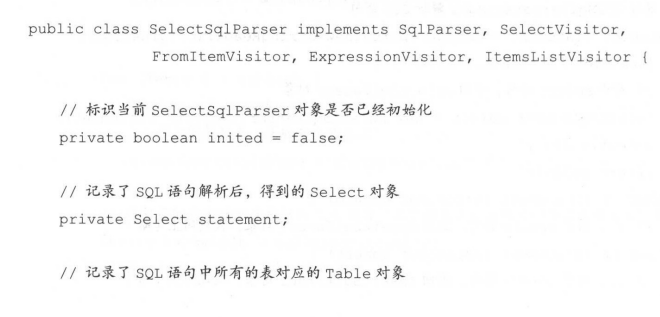 public class SelectSqlParser implements SqlParser, SelectVisitor,
FromItemVisitor, ExpressionVisitor, ItemsListVisitor {
// 标识当前 SelectSqlParser 对象是否已经初始化
private boolean inited = false;
// 记录了 SQL 语句解析后，得到的 Select 对象
private Select statement;
// 记录了 SQL 语句中所有的表对应的 Table 对象